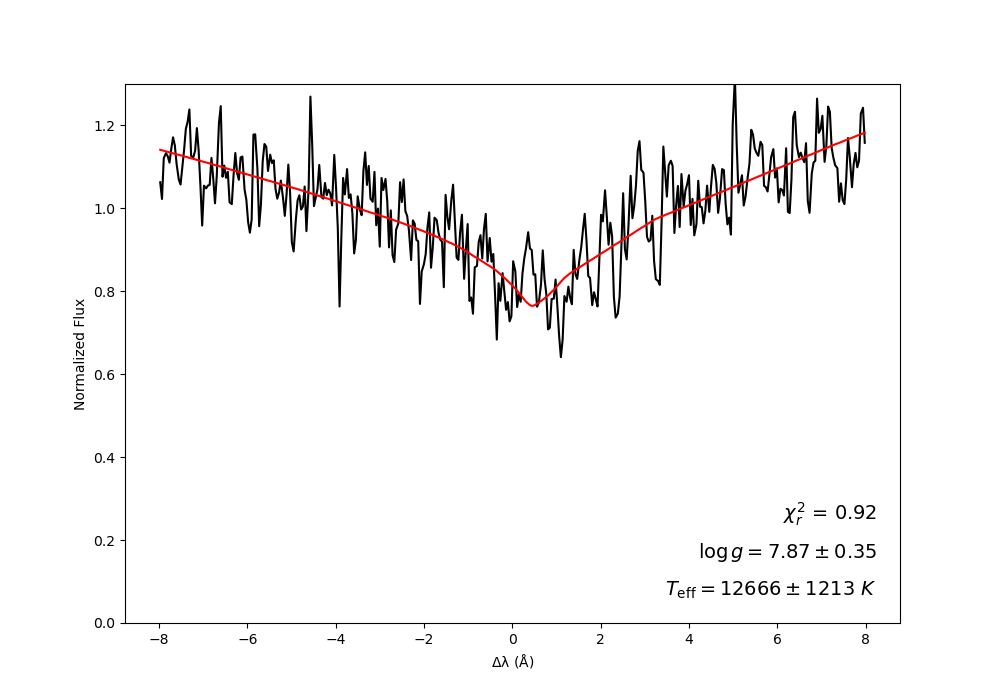 1.2
1.0
0.8
0.6
0.4
0.2
0.0
Normalized Flux
χ²ᵣ = 0.92
log g = 7.87 ± 0.35
T_eff = 12666 ± 1213 K
−8 −6 −4 −2 0 2 4 6 8
Δλ (Å)